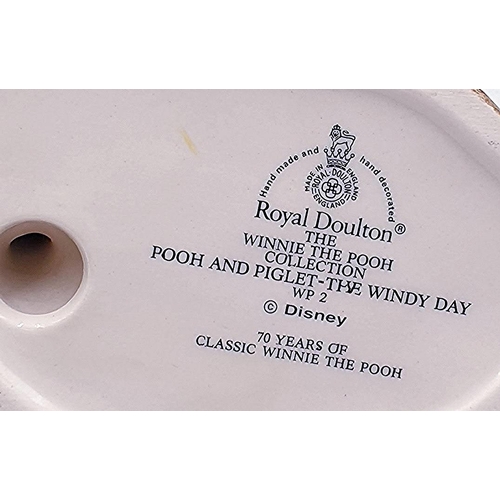 Hand made and hand decorated
MADE IN ENGLAND
ROYAL DOULTON
ENGLAND
Royal Doulton®
THE
WINNIE THE POOH
COLLECTION
POOH AND PIGLET-THE WINDY DAY
WP 2
© Disney
70 YEARS OF
CLASSIC WINNIE THE POOH